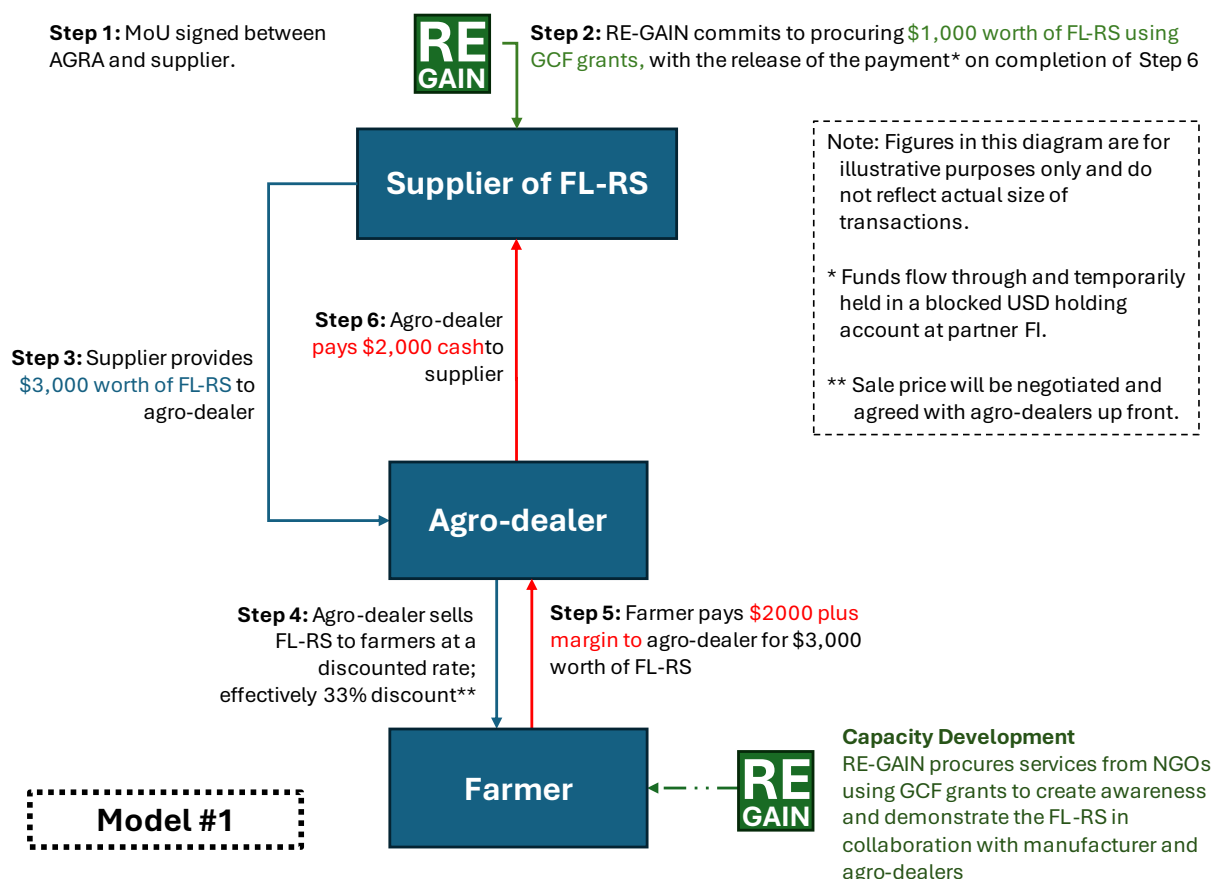 Step 1: MoU signed between
AGRA and supplier.
RE
GAIN
Step 2: RE-GAIN commits to procuring $1,000 worth of FL-RS using
GCF grants, with the release of the payment* on completion of Step 6
Supplier of FL-RS
Note: Figures in this diagram are for
illustrative purposes only and do
not reflect actual size of
transactions.
* Funds flow through and temporarily
held in a blocked USD holding
account at partner FI.
** Sale price will be negotiated and
agreed with agro-dealers up front.
Step 3: Supplier provides
$3,000 worth of FL-RS to
agro-dealer
Step 6: Agro-dealer
pays $2,000 cashto
supplier
Agro-dealer
Step 4: Agro-dealer sells
FL-RS to farmers at a
discounted rate;
effectively 33% discount**
Step 5: Farmer pays $2000 plus
margin to agro-dealer for $3,000
worth of FL-RS
Farmer
RE
GAIN
Capacity Development
RE-GAIN procures services from NGOs
using GCF grants to create awareness
and demonstrate the FL-RS in
collaboration with manufacturer and
agro-dealers
Model #1